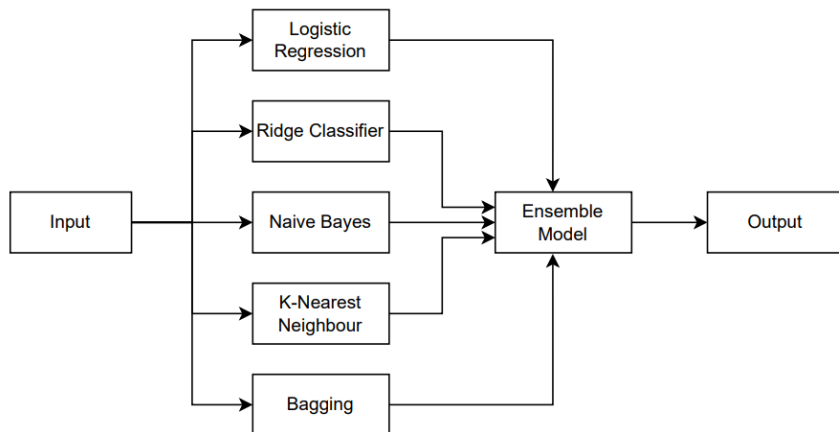 Logistic
Regression
Ridge Classifier
Input
Naive Bayes
Ensemble
Model
Output
K-Nearest
Neighbour
Bagging